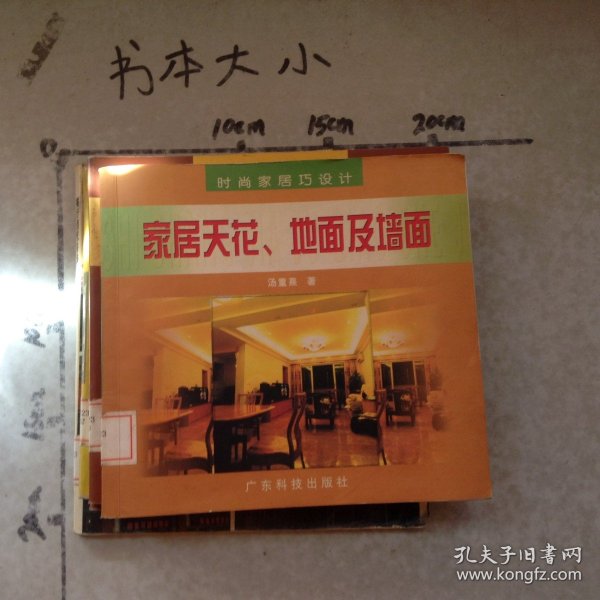 书本大小
0
10cm
15cm
20cm
时尚家居巧设计
家居天花、地面及墙面
汤重熹 著
广东科技出版社
孔夫子旧书网
www.kongfz.com